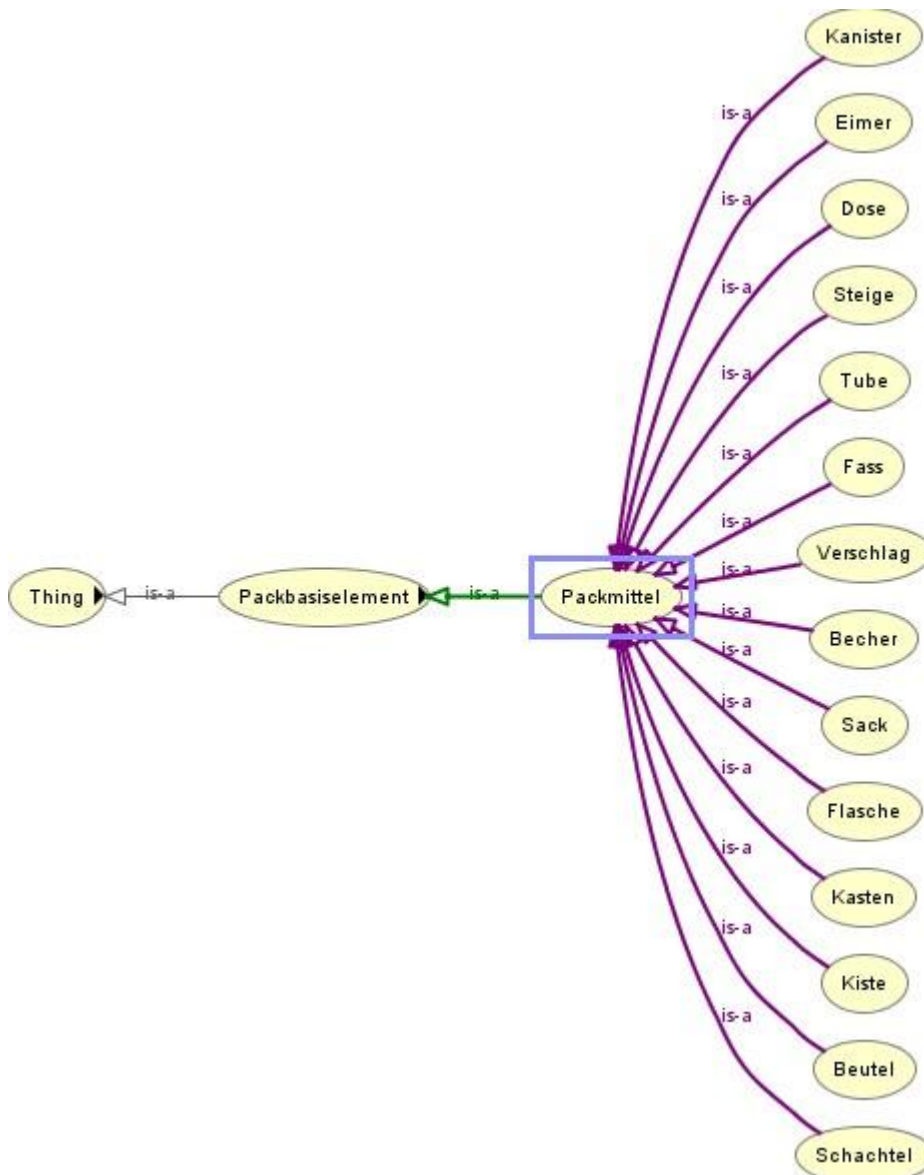 Kanister
is-a
Eimer
is-a
Dose
is-a
Steige
is-a
Tube
is-a
Fass
is-a
Verschlag
is-a
Thing
is-a
Packbasiselement
is-a
Packmittel
is-a
Becher
is-a
Sack
is-a
Flasche
is-a
Kasten
is-a
Kiste
is-a
Beutel
is-a
Schachtel